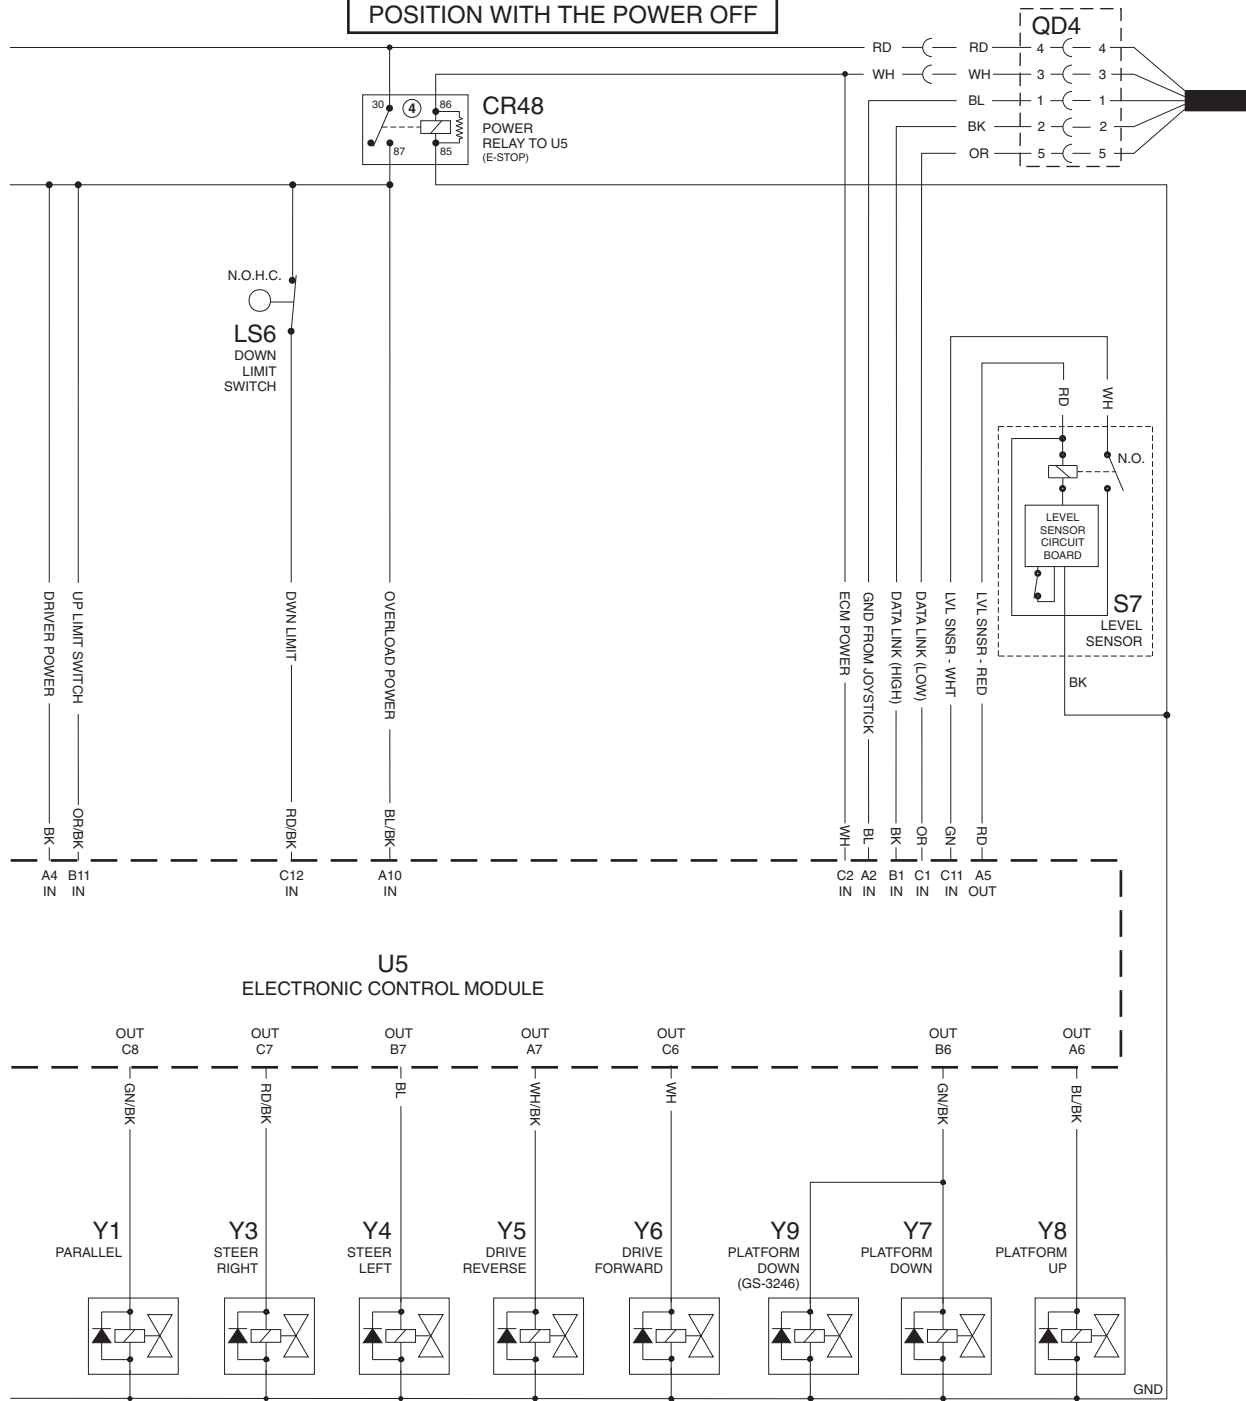 POSITION WITH THE POWER OFF
QD4
RD RD 4 4
WH WH 3 3
BL 1 1
BK 2 2
OR 5 5
30 4 86
87 85
CR48
POWER
RELAY TO U5
(E-STOP)
N.O.H.C.
LS6
DOWN
LIMIT
SWITCH
RD WH
N.O.
LEVEL
SENSOR
CIRCUIT
BOARD
S7
LEVEL
SENSOR
BK
DRIVER POWER
UP LIMIT SWITCH
DWN LIMIT
OVERLOAD POWER
ECM POWER
GND FROM JOYSTICK
DATA LINK (HIGH)
DATA LINK (LOW)
LVL SNSR - WHT
LVL SNSR - RED
BK OR/BK RD/BK BL/BK WH BL BK OR GN RD
A4 B11 C12 A10 C2 A2 B1 C1 C11 A5
IN IN IN IN IN IN IN IN IN OUT
U5
ELECTRONIC CONTROL MODULE
OUT OUT OUT OUT OUT OUT OUT
C8 C7 B7 A7 C6 B6 A6
GN/BK RD/BK BL WH/BK WH GN/BK BL/BK
Y1
PARALLEL
Y3
STEER
RIGHT
Y4
STEER
LEFT
Y5
DRIVE
REVERSE
Y6
DRIVE
FORWARD
Y9
PLATFORM
DOWN
(GS-3246)
Y7
PLATFORM
DOWN
Y8
PLATFORM
UP
GND